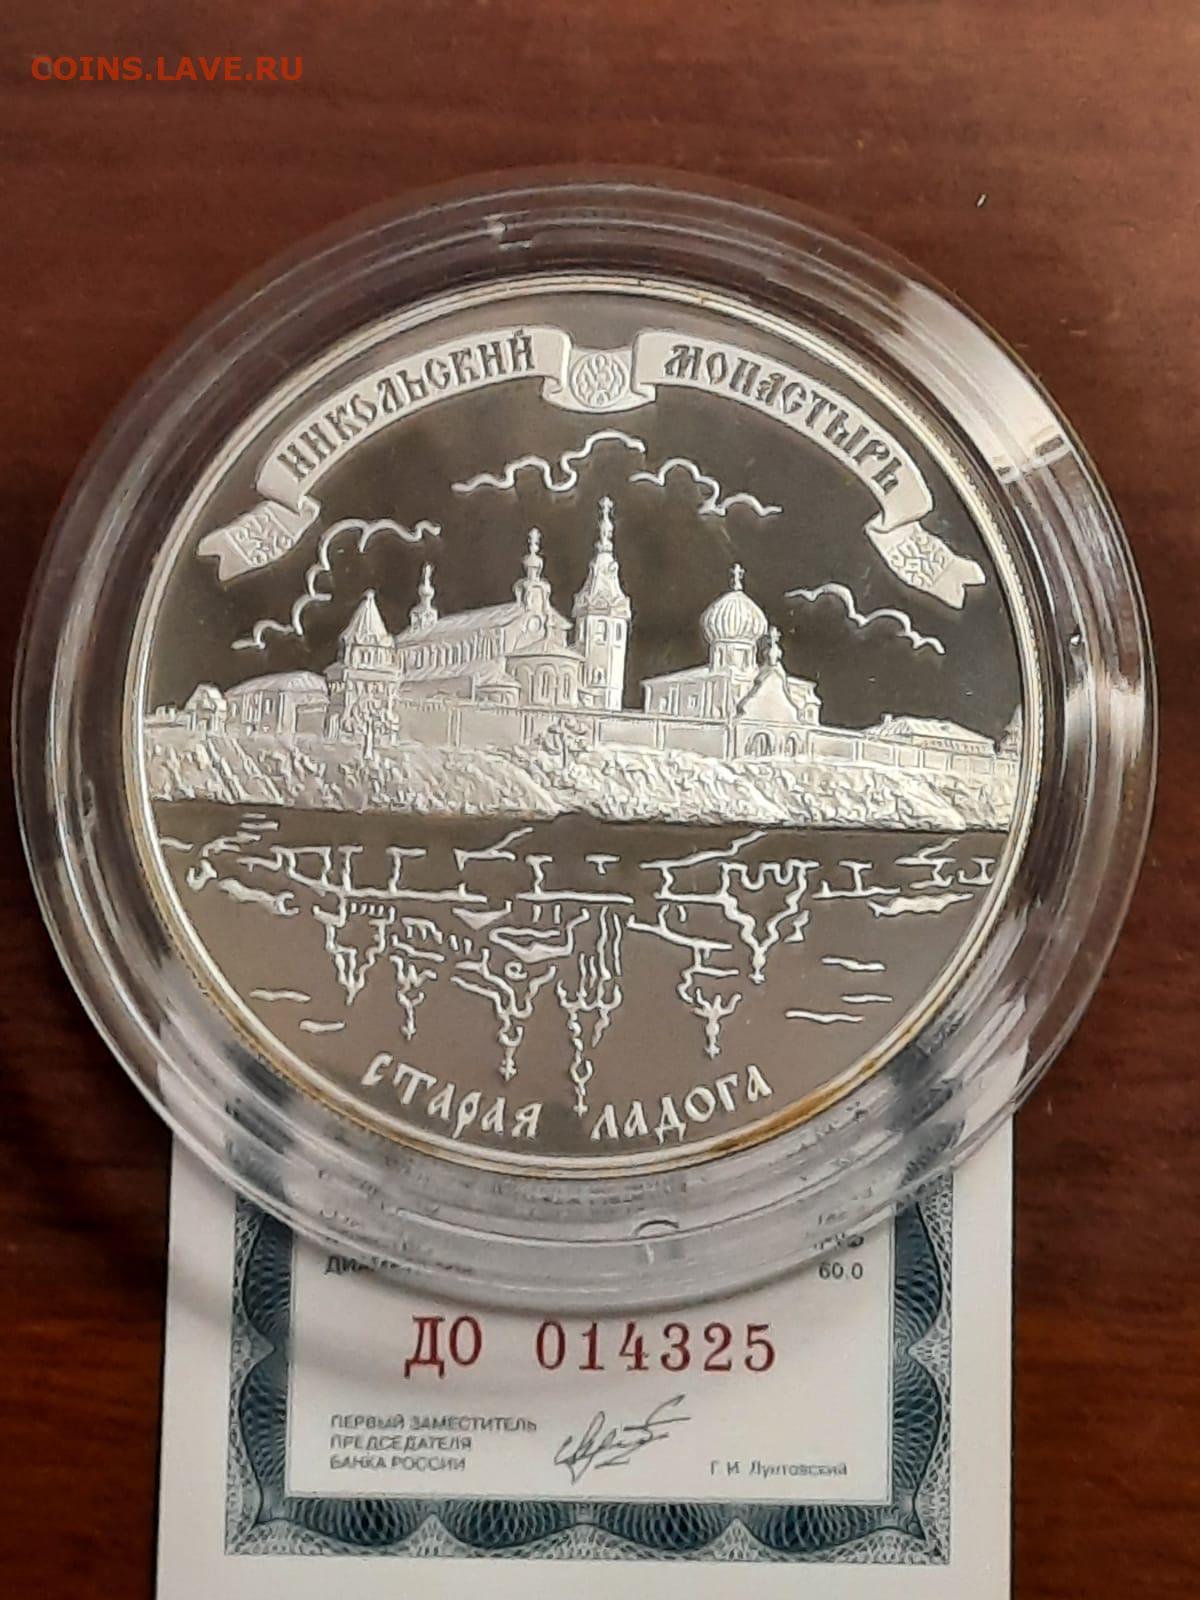 COINS.LAVE.RU
НИКОЛЬСКИЙ МОНАСТЫРЬ
СТАРАЯ ЛАДОГА
60.0
ДО 014325
ПЕРВЫЙ ЗАМЕСТИТЕЛЬ
ПРЕДСЕДАТЕЛЯ
БАНКА РОССИИ
Г. И. Лунтовский